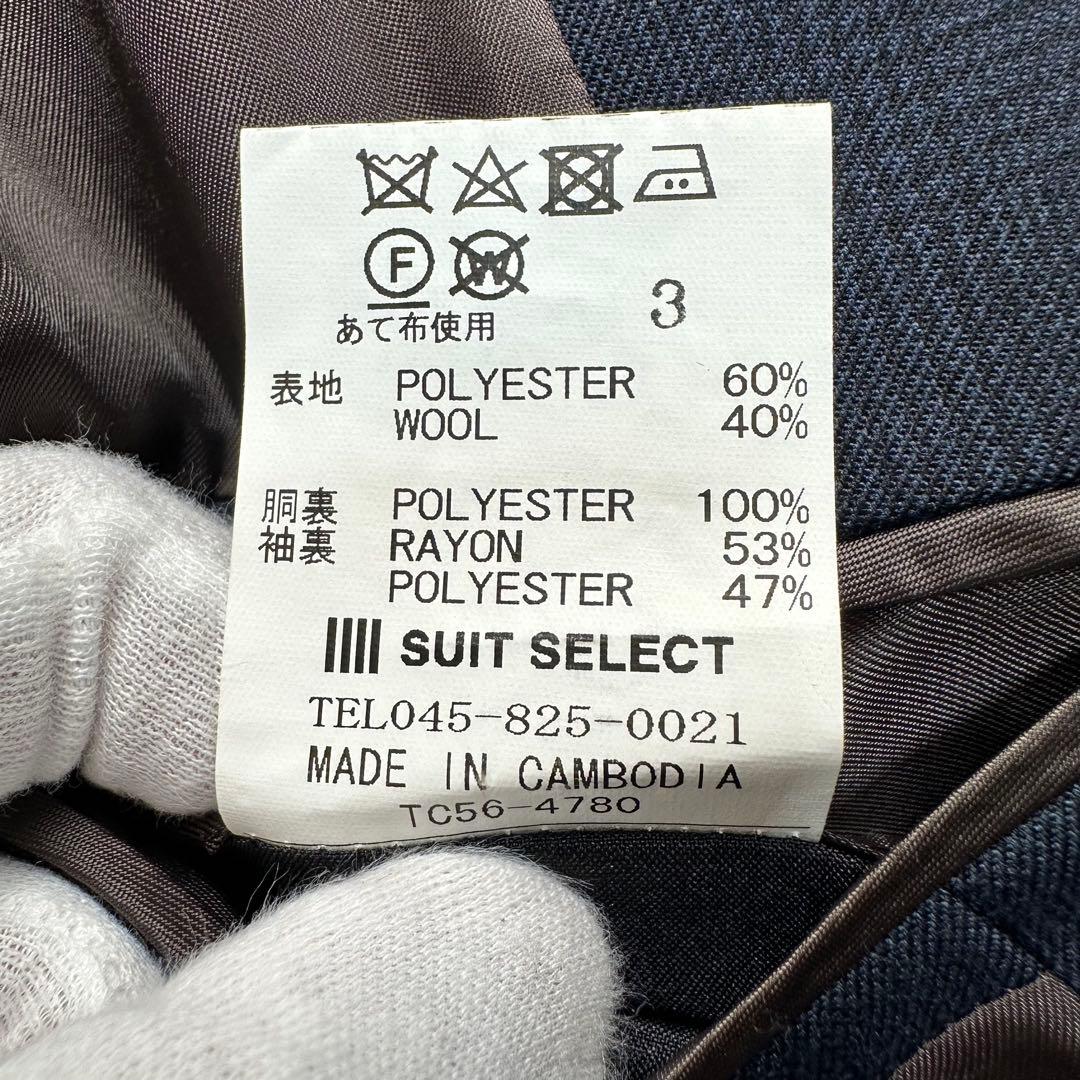 F W
あて布使用 3
表地 POLYESTER 60%
WOOL 40%
胴裏 POLYESTER 100%
袖裏 RAYON 53%
POLYESTER 47%
SUIT SELECT
TEL045-825-0021
MADE IN CAMBODIA
TC56-4780